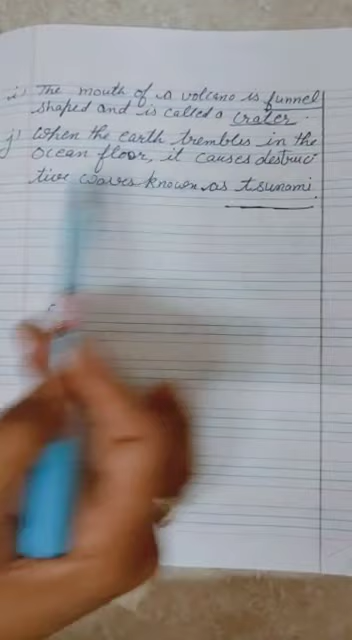 i) The mouth of a volcano is funnel
shaped and is called a crater.
j) When the earth trembles in the
ocean floor, it causes destruc
tive waves known as tsunami.